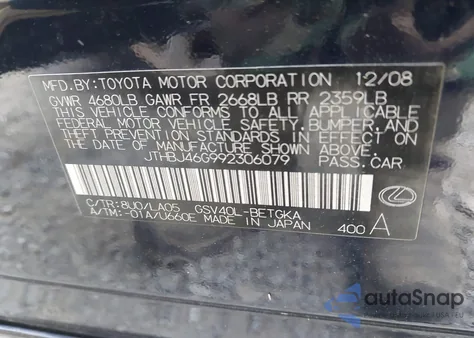 MFD.BY:TOYOTA MOTOR CORPORATION 12/08
GVWR 4680LB GAWR FR 2668LB RR 2359LB
THIS VEHICLE CONFORMS TO ALL APPLICABLE
FEDERAL MOTOR VEHICLE SAFETY, BUMPER, AND
THEFT PREVENTION STANDARDS IN EFFECT ON
THE DATE OF MANUFACTURE SHOWN ABOVE.
JTHBJ46G992306079 PASS.CAR
C/TR:8U0/LA05 GSV40L-BETGKA
A/TM:-01A/U660E MADE IN JAPAN 400 A
autoSnap